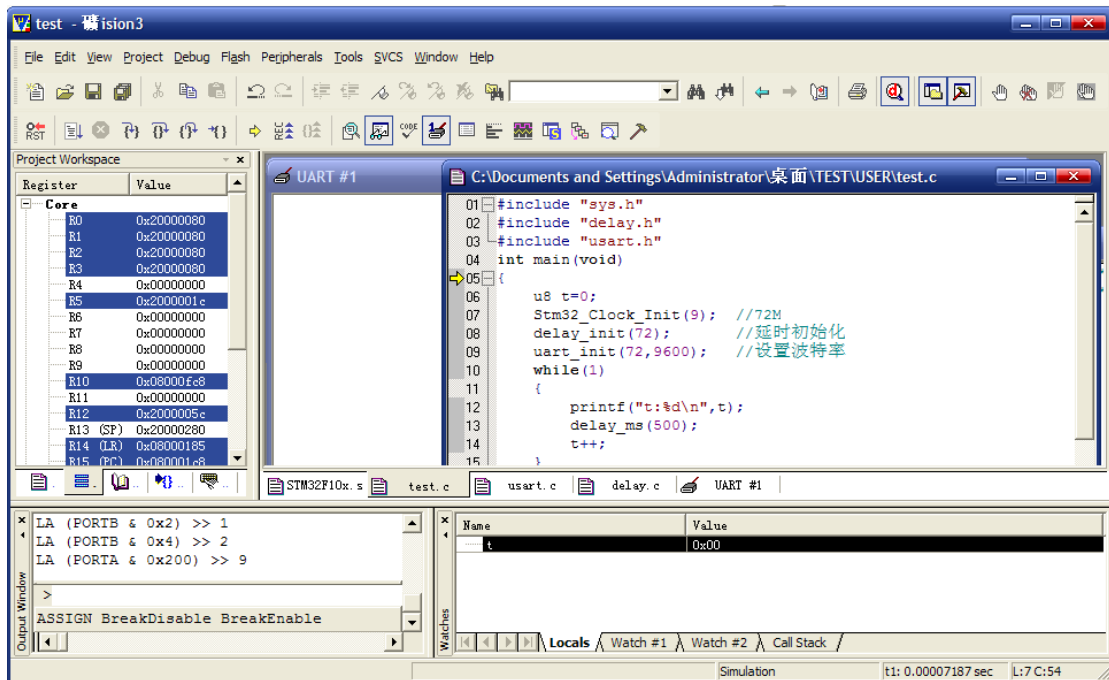 test - 礦ision3
File Edit View Project Debug Flash Peripherals Tools SVCS Window Help
RST CODE
Project Workspace
Register Value
Core
R0 0x20000080
R1 0x20000080
R2 0x20000080
R3 0x20000080
R4 0x00000000
R5 0x2000001c
R6 0x00000000
R7 0x00000000
R8 0x00000000
R9 0x00000000
R10 0x08000fc8
R11 0x00000000
R12 0x2000005c
R13 (SP) 0x20000280
R14 (LR) 0x08000185
R15 (PC) 0x080001c8
UART #1
C:\Documents and Settings\Administrator\桌面\TEST\USER\test.c
01 #include "sys.h"
02 #include "delay.h"
03 #include "usart.h"
04 int main(void)
05 {
06 u8 t=0;
07 Stm32_Clock_Init(9); //72M
08 delay_init(72); //延时初始化
09 uart_init(72,9600); //设置波特率
10 while(1)
11 {
12 printf("t:%d\n",t);
13 delay_ms(500);
14 t++;
15 }
STM32F10x.s test.c usart.c delay.c UART #1
LA (PORTB & 0x2) >> 1
LA (PORTB & 0x4) >> 2
LA (PORTA & 0x200) >> 9
>
ASSIGN BreakDisable BreakEnable
Output Window
Name Value
t 0x00
Watches
Locals Watch #1 Watch #2 Call Stack
Simulation t1: 0.00007187 sec L:7 C:54